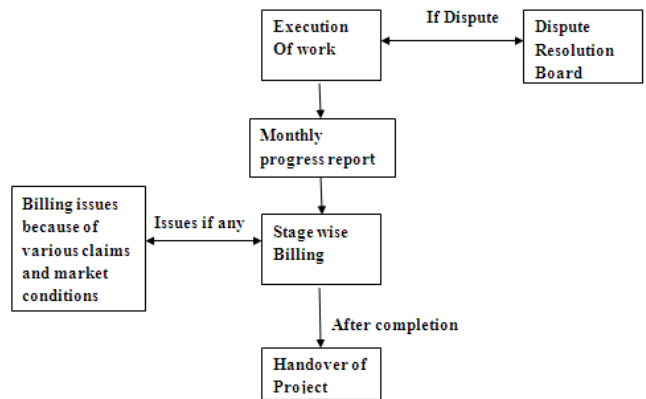 Execution
Of work
If Dispute
Dispute
Resolution
Board
Monthly
progress report
Billing issues
because of
various claims
and market
conditions
Issues if any
Stage wise
Billing
After completion
Handover of
Project